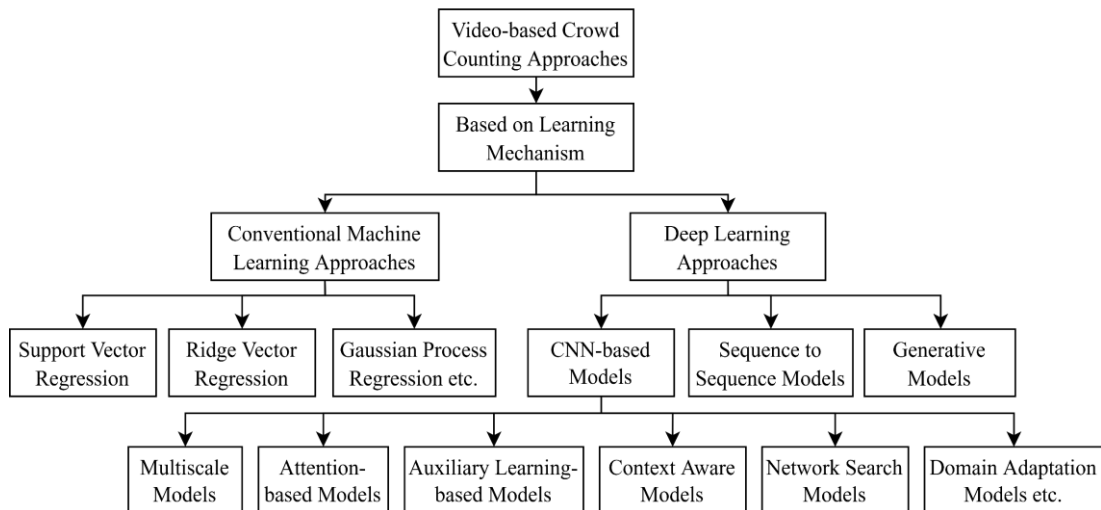 Video-based Crowd
Counting Approaches
Based on Learning
Mechanism
Conventional Machine
Learning Approaches
Deep Learning
Approaches
Support Vector
Regression
Ridge Vector
Regression
Gaussian Process
Regression etc.
CNN-based
Models
Sequence to
Sequence Models
Generative
Models
Multiscale
Models
Attention-
based Models
Auxiliary Learning-
based Models
Context Aware
Models
Network Search
Models
Domain Adaptation
Models etc.